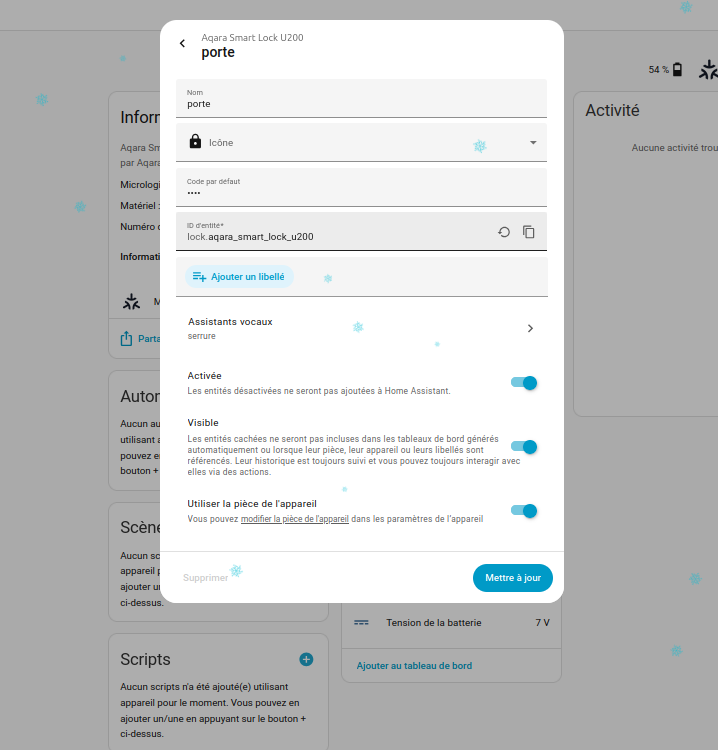 Aqara Smart Lock U200
porte
Nom
porte
Icône
Code par défaut
••••
ID d'entité*
lock.aqara_smart_lock_u200
Ajouter un libellé
Assistants vocaux
serrure
Activée
Les entités désactivées ne seront pas ajoutées à Home Assistant.
Visible
Les entités cachées ne seront pas incluses dans les tableaux de bord générés
automatiquement ou lorsque leur pièce, leur appareil ou leurs libellés sont
référencés. Leur historique est toujours suivi et vous pouvez toujours interagir avec
elles via des actions.
Utiliser la pièce de l'appareil
Vous pouvez modifier la pièce de l'appareil dans les paramètres de l'appareil
Supprimer
Mettre à jour
54 %
Activité
Aucune activité trou
Infor
Aqara Sm
par Aqara
Micrologi
Matériel :
Numéro
Informati
M
Parta
Autor
Aucun au
utilisant a
pouvez e
bouton +
Scène
Aucun sc
appareil p
ajouter un
ci-dessus.
Scripts
Aucun scripts n'a été ajouté(e) utilisant
appareil pour le moment. Vous pouvez en
ajouter un/une en appuyant sur le bouton +
ci-dessus.
Tension de la batterie
7 V
Ajouter au tableau de bord